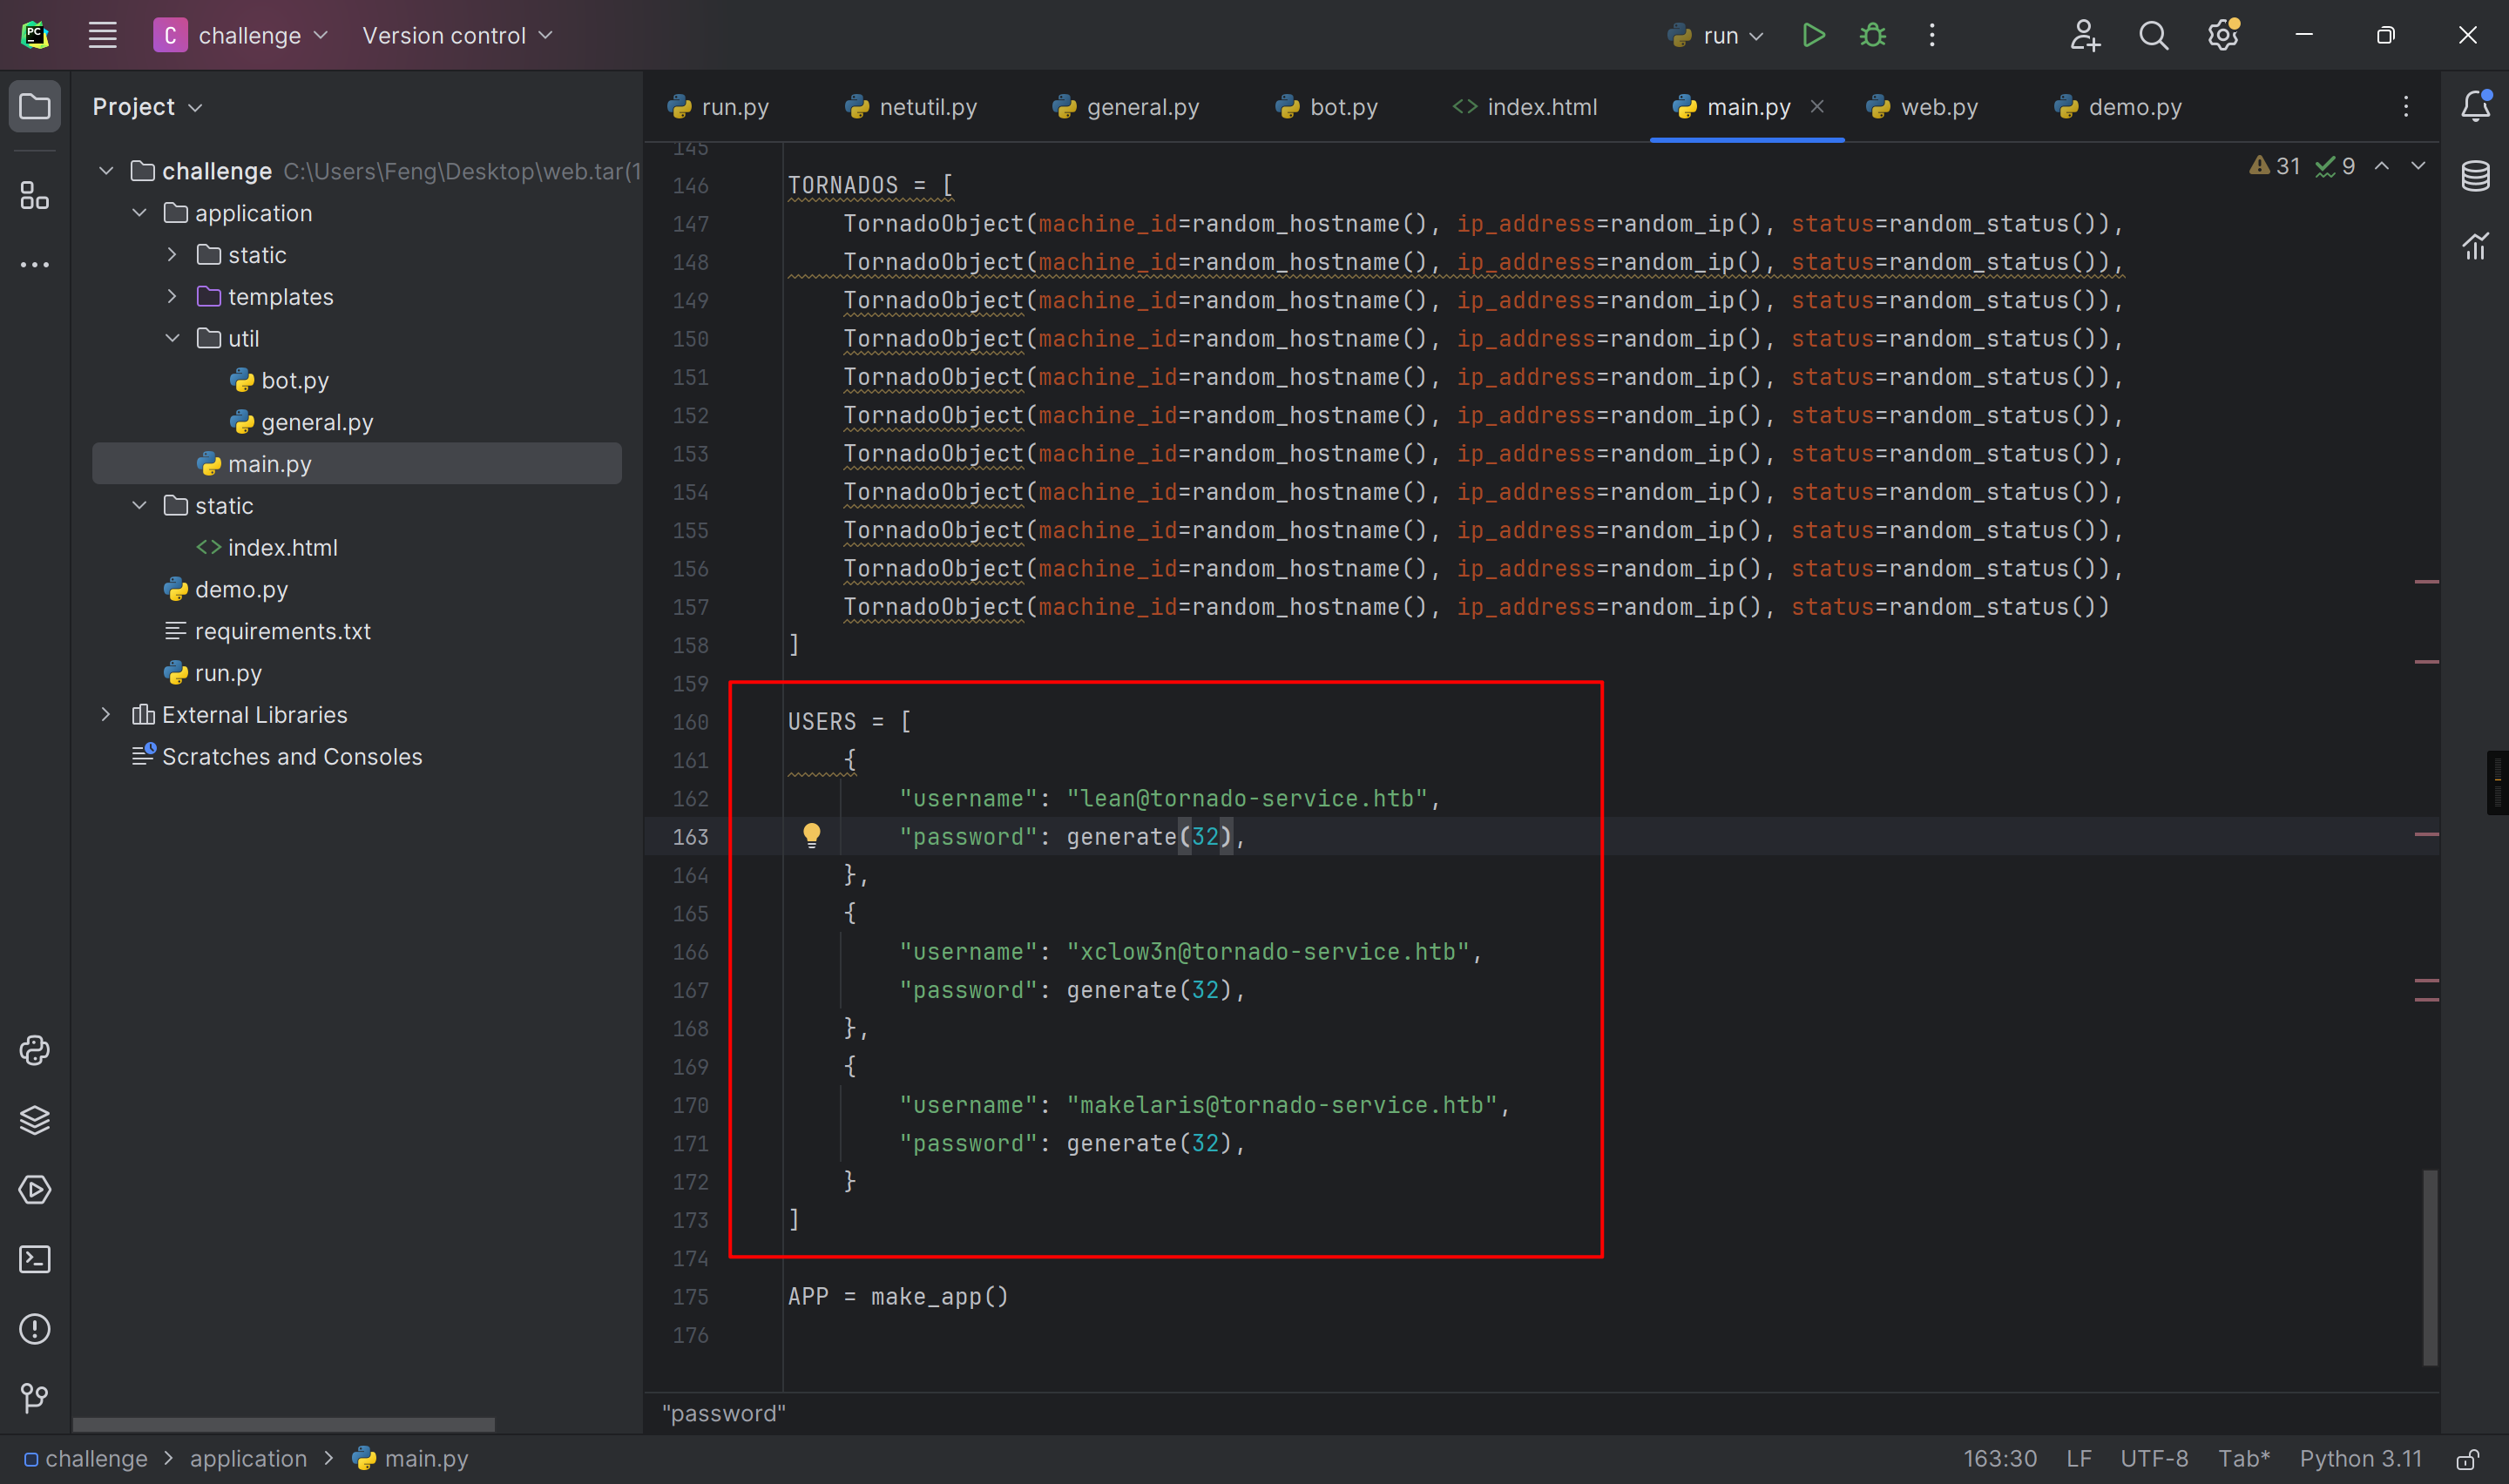 PC
C challenge Version control run
Project
run.py netutil.py general.py bot.py index.html main.py web.py demo.py
challenge C:\Users\Feng\Desktop\web.tar(1
application
static
templates
util
bot.py
general.py
main.py
static
index.html
demo.py
requirements.txt
run.py
External Libraries
Scratches and Consoles
31 9
145
146 TORNADOS = [
147 TornadoObject(machine_id=random_hostname(), ip_address=random_ip(), status=random_status()),
148 TornadoObject(machine_id=random_hostname(), ip_address=random_ip(), status=random_status()),
149 TornadoObject(machine_id=random_hostname(), ip_address=random_ip(), status=random_status()),
150 TornadoObject(machine_id=random_hostname(), ip_address=random_ip(), status=random_status()),
151 TornadoObject(machine_id=random_hostname(), ip_address=random_ip(), status=random_status()),
152 TornadoObject(machine_id=random_hostname(), ip_address=random_ip(), status=random_status()),
153 TornadoObject(machine_id=random_hostname(), ip_address=random_ip(), status=random_status()),
154 TornadoObject(machine_id=random_hostname(), ip_address=random_ip(), status=random_status()),
155 TornadoObject(machine_id=random_hostname(), ip_address=random_ip(), status=random_status()),
156 TornadoObject(machine_id=random_hostname(), ip_address=random_ip(), status=random_status()),
157 TornadoObject(machine_id=random_hostname(), ip_address=random_ip(), status=random_status())
158 ]
159
160 USERS = [
161 {
162 "username": "lean@tornado-service.htb",
163 "password": generate(32),
164 },
165 {
166 "username": "xclow3n@tornado-service.htb",
167 "password": generate(32),
168 },
169 {
170 "username": "makelaris@tornado-service.htb",
171 "password": generate(32),
172 }
173 ]
174
175 APP = make_app()
176
"password"
challenge > application > main.py 163:30 LF UTF-8 Tab* Python 3.11